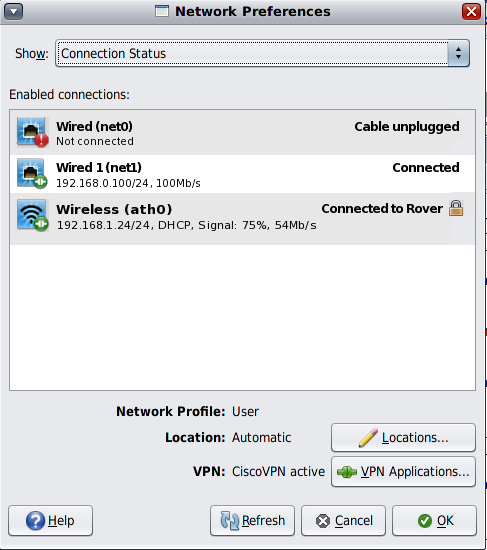 Network Preferences
Show: Connection Status
Enabled connections:
Wired (net0) Cable unplugged
Not connected
Wired 1 (net1) Connected
192.168.0.100/24, 100Mb/s
Wireless (ath0) Connected to Rover
192.168.1.24/24, DHCP, Signal: 75%, 54Mb/s
Network Profile: User
Location: Automatic Locations...
VPN: CiscoVPN active VPN Applications...
Help Refresh Cancel OK